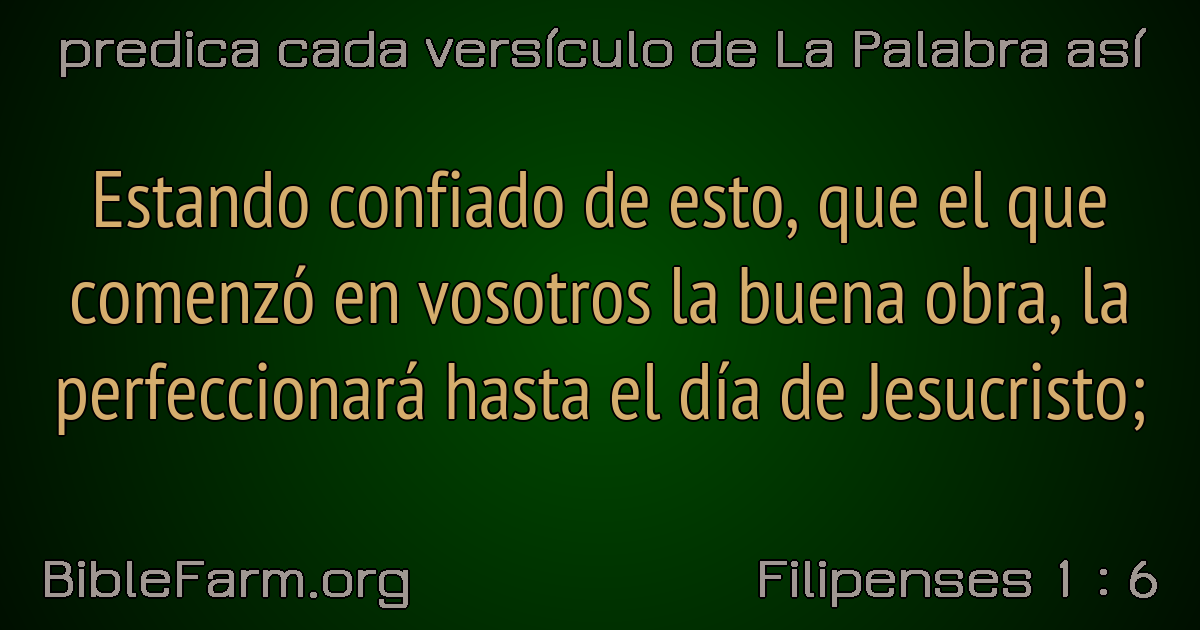 predica cada versículo de La Palabra así
Estando confiado de esto, que el que
comenzó en vosotros la buena obra, la
perfeccionará hasta el día de Jesucristo;
BibleFarm.org
Filipenses 1 : 6